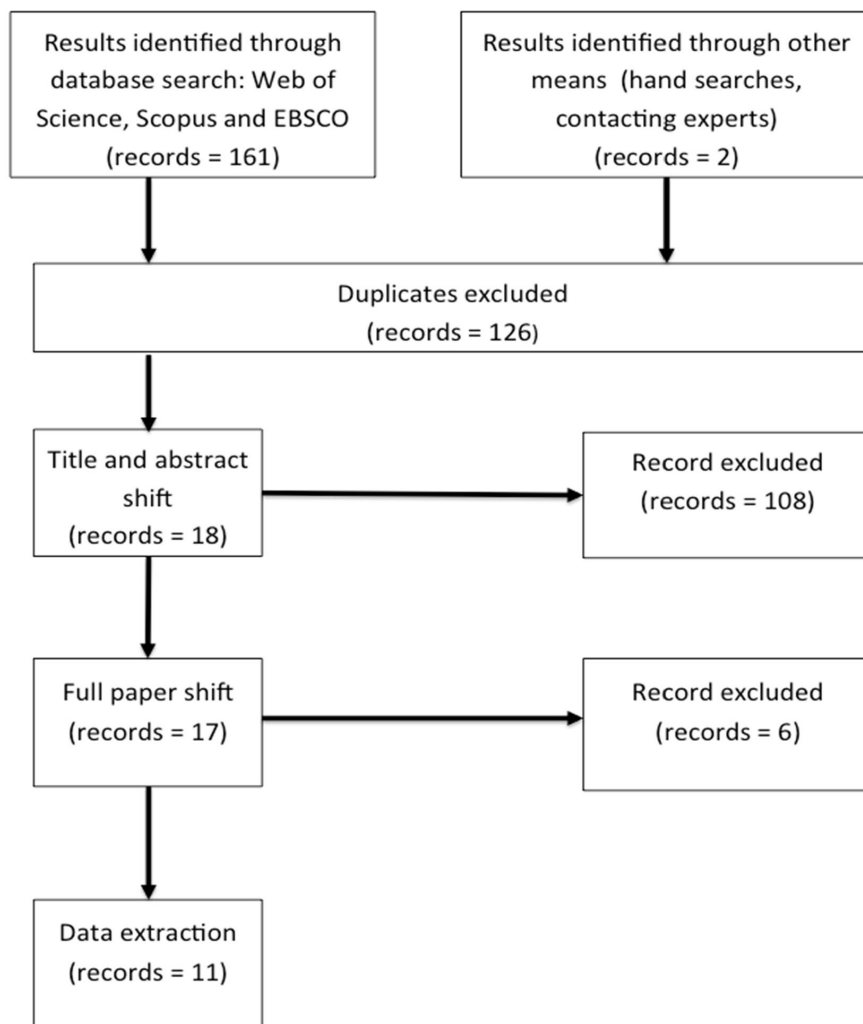 Results identified through
database search: Web of
Science, Scopus and EBSCO
(records = 161)
Results identified through other
means (hand searches,
contacting experts)
(records = 2)
Duplicates excluded
(records = 126)
Title and abstract
shift
(records = 18)
Record excluded
(records = 108)
Full paper shift
(records = 17)
Record excluded
(records = 6)
Data extraction
(records = 11)